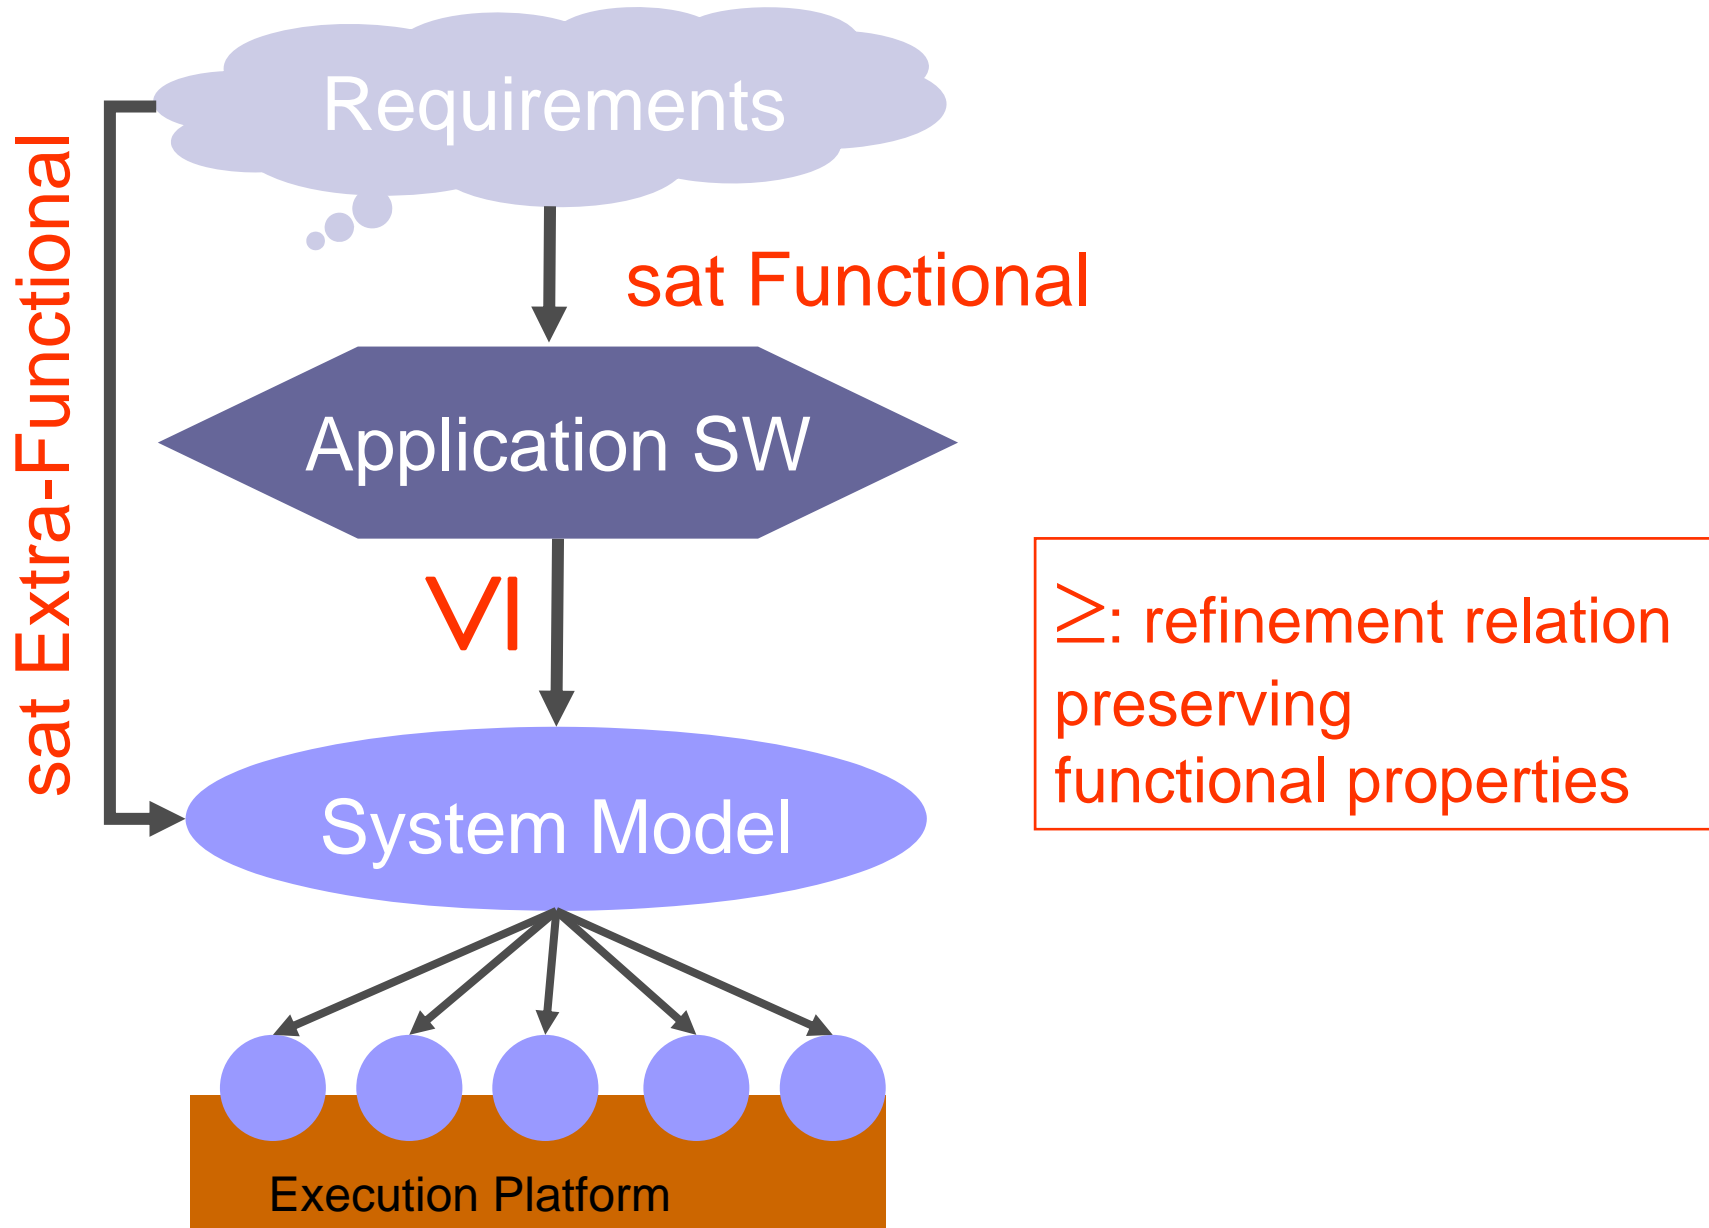 Requirements
sat Extra-Functional
sat Functional
Application SW
≥
≥: refinement relation
preserving
functional properties
System Model
Execution Platform